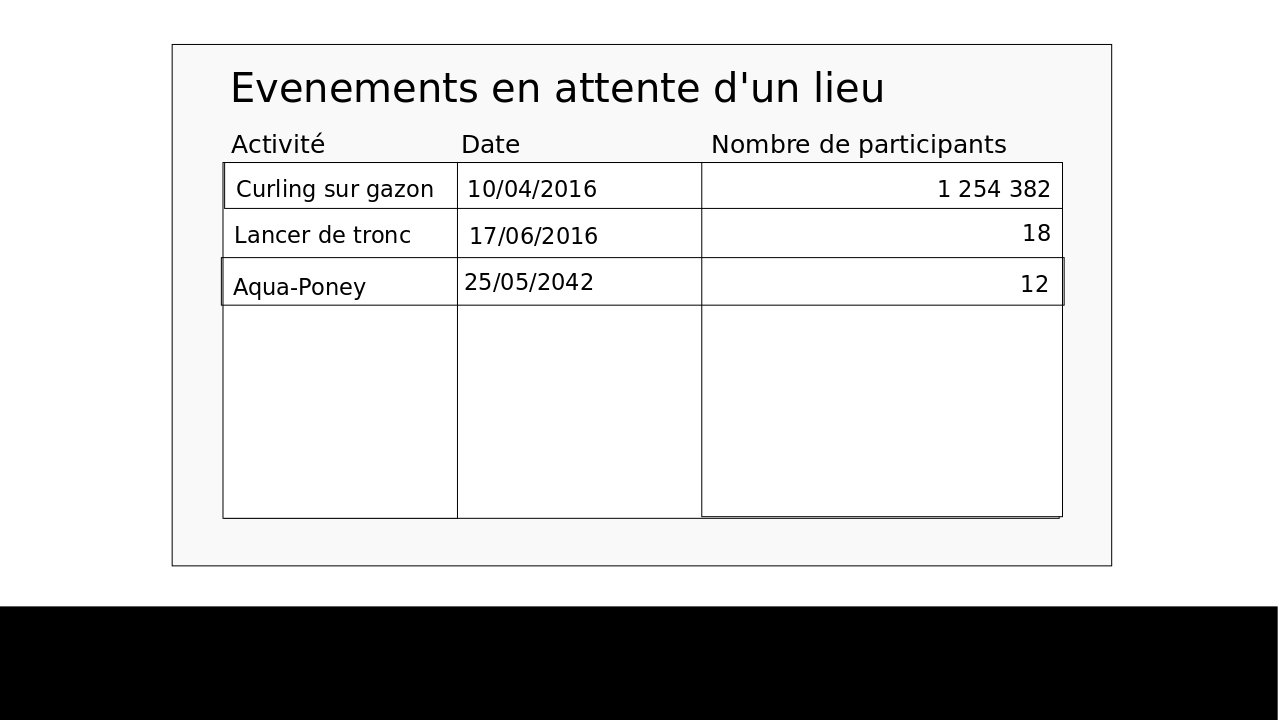 Evenements en attente d'un lieu
Activité Date Nombre de participants
Curling sur gazon 10/04/2016 1 254 382
Lancer de tronc 17/06/2016 18
Aqua-Poney 25/05/2042 12